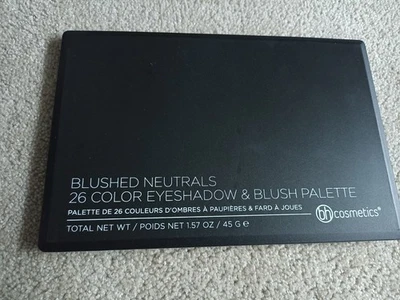 BLUSHED NEUTRALS
26 COLOR EYESHADOW & BLUSH PALETTE
PALETTE DE 26 COULEURS D'OMBRES À PAUPIÈRES & FARD À JOUES
TOTAL NET WT / POIDS NET 1.57 OZ / 45 G ℮
bh cosmetics®